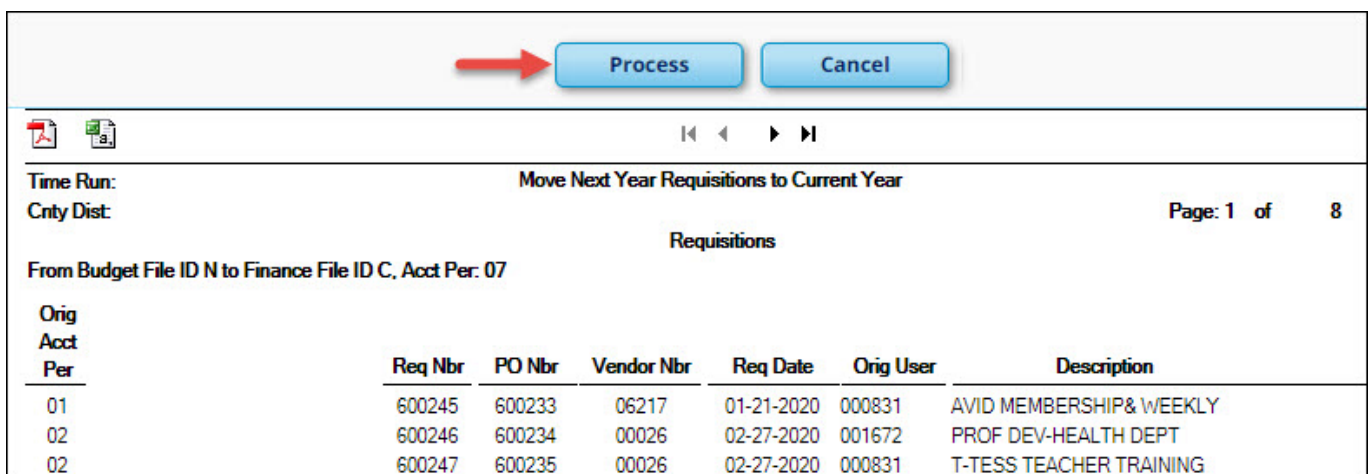 Process Cancel
Time Run: Move Next Year Requisitions to Current Year
Cnty Dist: Page: 1 of 8
Requisitions
From Budget File ID N to Finance File ID C, Acct Per: 07
Orig
Acct
Per Req Nbr PO Nbr Vendor Nbr Req Date Orig User Description
01 600245 600233 06217 01-21-2020 000831 AVID MEMBERSHIP& WEEKLY
02 600246 600234 00026 02-27-2020 001672 PROF DEV-HEALTH DEPT
02 600247 600235 00026 02-27-2020 000831 T-TESS TEACHER TRAINING